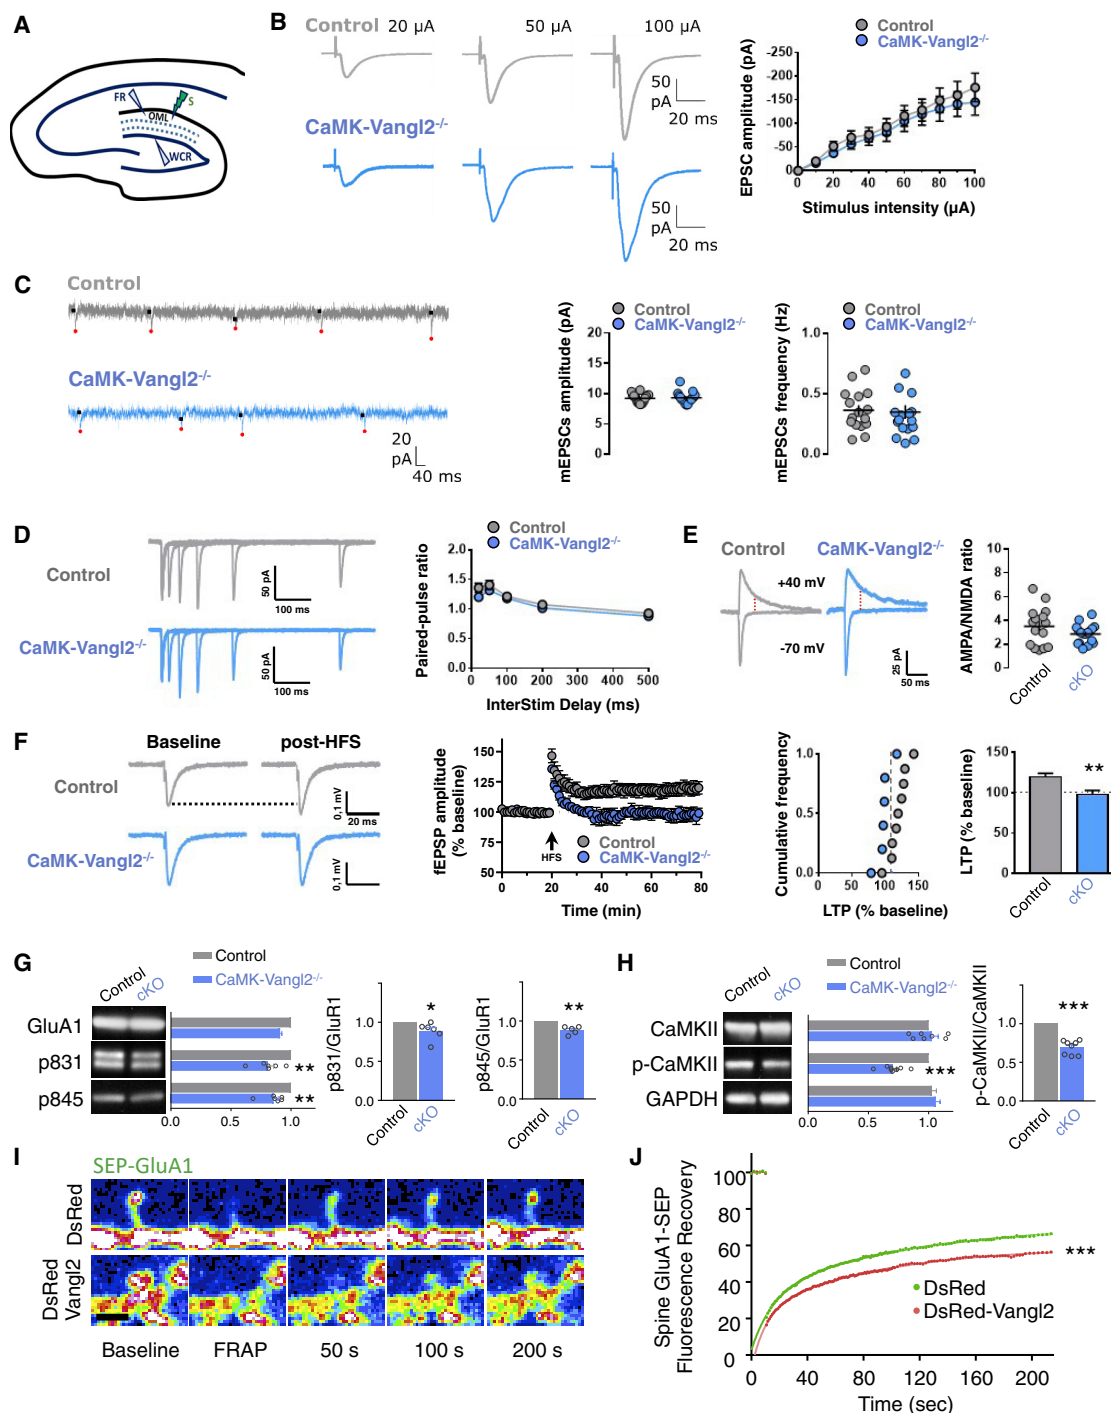 A
FR
S
OML
WCR
B
Control
20 µA
50 µA
100 µA
50
pA
20 ms
CaMK-Vangl2-/-
50
pA
20 ms
Control
CaMK-Vangl2-/-
EPSC amplitude (pA)
-250
-200
-150
-100
-50
0
0
20
40
60
80
100
Stimulus intensity (µA)
C
Control
CaMK-Vangl2-/-
20
pA
40 ms
Control
CaMK-Vangl2-/-
mEPSCs amplitude (pA)
20
15
10
5
0
Control
CaMK-Vangl2-/-
mEPSCs frequency (Hz)
1.0
0.5
0.0
D
Control
50 pA
100 ms
CaMK-Vangl2-/-
50 pA
100 ms
Control
CaMK-Vangl2-/-
Paired-pulse ratio
2.0
1.5
1.0
0.5
0.0
0
100
200
300
400
500
InterStim Delay (ms)
E
Control
CaMK-Vangl2-/-
+40 mV
-70 mV
25 pA
50 ms
AMPA/NMDA ratio
10
8
6
4
2
0
Control
cKO
F
Baseline
post-HFS
Control
0,1 mV
20 ms
CaMK-Vangl2-/-
0,1 mV
fEPSP amplitude
(% baseline)
150
125
100
75
50
HFS
Control
CaMK-Vangl2-/-
0
20
40
60
80
Time (min)
Cumulative frequency
1.0
0.5
0.0
0
50
100
150
LTP (% baseline)
LTP (% baseline)
150
100
50
0
**
Control
cKO
G
Control
cKO
Control
CaMK-Vangl2-/-
GluA1
p831
**
p845
**
0.0
0.5
1.0
p831/GluR1
1.0
0.5
0.0
*
Control
cKO
p845/GluR1
1.0
0.5
0.0
**
Control
cKO
H
Control
cKO
Control
CaMK-Vangl2-/-
CaMKII
p-CaMKII
***
GAPDH
0.0
0.5
1.0
p-CaMKII/CaMKII
1.0
0.5
0.0
***
Control
cKO
I
SEP-GluA1
DsRed
DsRed
Vangl2
Baseline
FRAP
50 s
100 s
200 s
J
Spine GluA1-SEP
Fluorescence Recovery
100
80
60
40
20
0
***
DsRed
DsRed-Vangl2
0
40
80
120
160
200
Time (sec)